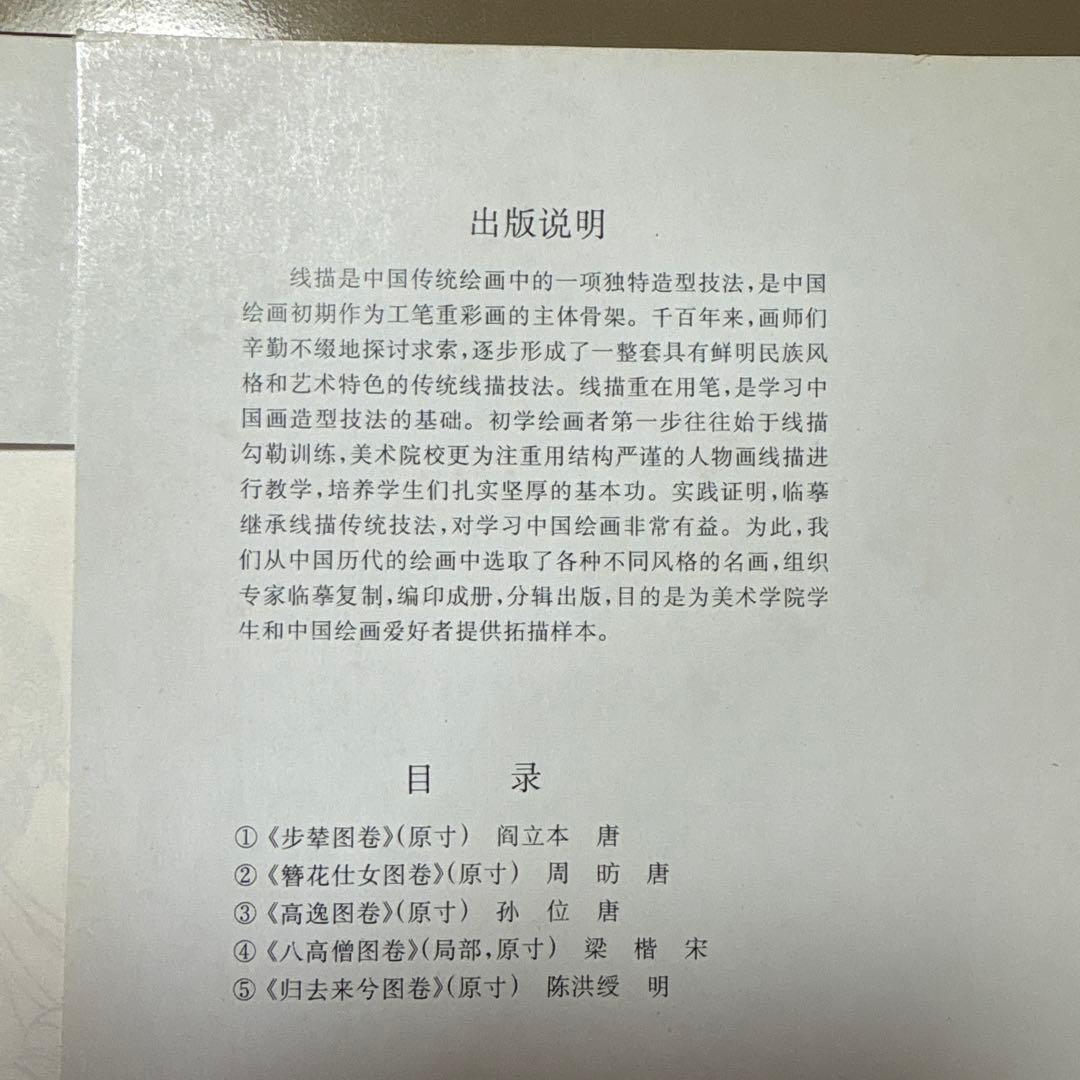 出版说明
线描是中国传统绘画中的一项独特造型技法,是中国
绘画初期作为工笔重彩画的主体骨架。千百年来,画师们
辛勤不缀地探讨求索,逐步形成了一整套具有鲜明民族风
格和艺术特色的传统线描技法。线描重在用笔,是学习中
国画造型技法的基础。初学绘画者第一步往往始于线描
勾勒训练,美术院校更为注重用结构严谨的人物画线描进
行教学,培养学生们扎实坚厚的基本功。实践证明,临摹
继承线描传统技法,对学习中国绘画非常有益。为此,我
们从中国历代的绘画中选取了各种不同风格的名画,组织
专家临摹复制,编印成册,分辑出版,目的是为美术学院学
生和中国绘画爱好者提供拓描样本。
目 录
①《步辇图卷》(原寸) 阎立本 唐
②《簪花仕女图卷》(原寸) 周 昉 唐
③《高逸图卷》(原寸) 孙 位 唐
④《八高僧图卷》(局部,原寸) 梁 楷 宋
⑤《归去来兮图卷》(原寸) 陈洪绶 明